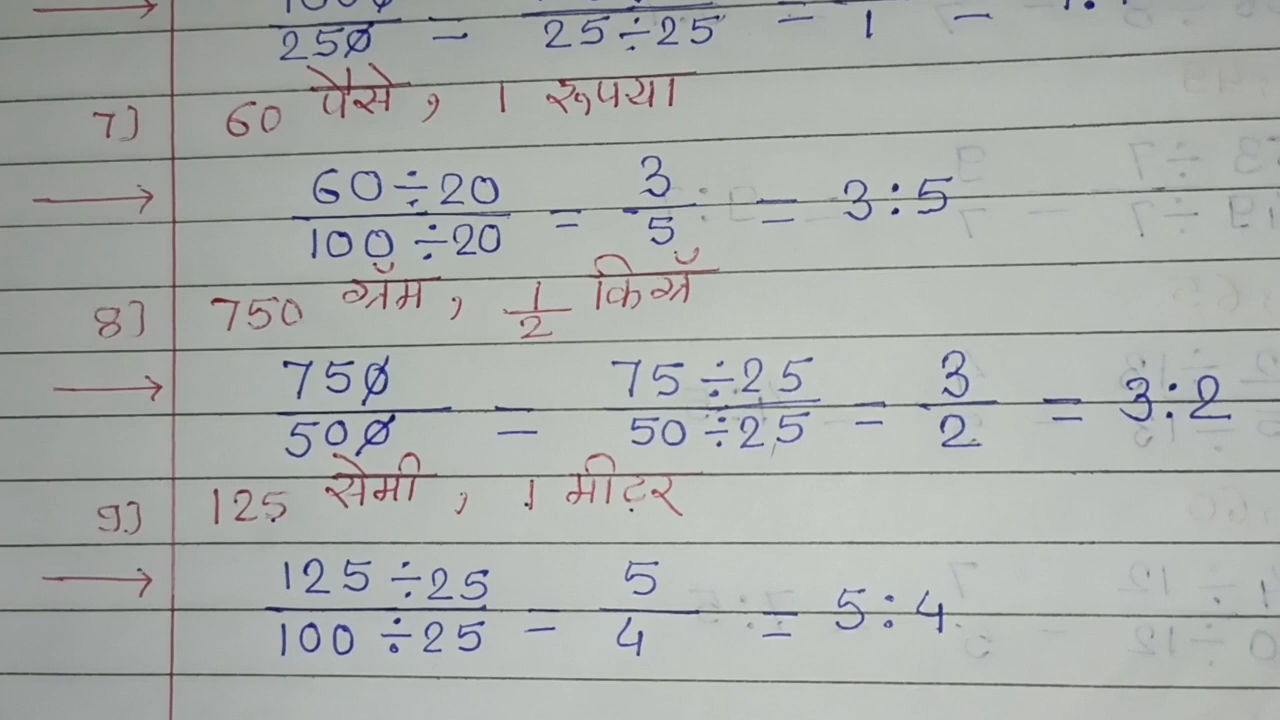 250 = 25÷25 = 1 =
7) 60 पैसे, 1 रूपया
→ 60÷20 / 100÷20 = 3/5 = 3:5
8) 750 ग्रॅम, 1/2 किग्रॅ
→ 750 / 500 = 75÷25 / 50÷25 = 3/2 = 3:2
9) 125 सेमी, 1 मीटर
→ 125÷25 / 100÷25 = 5/4 = 5:4